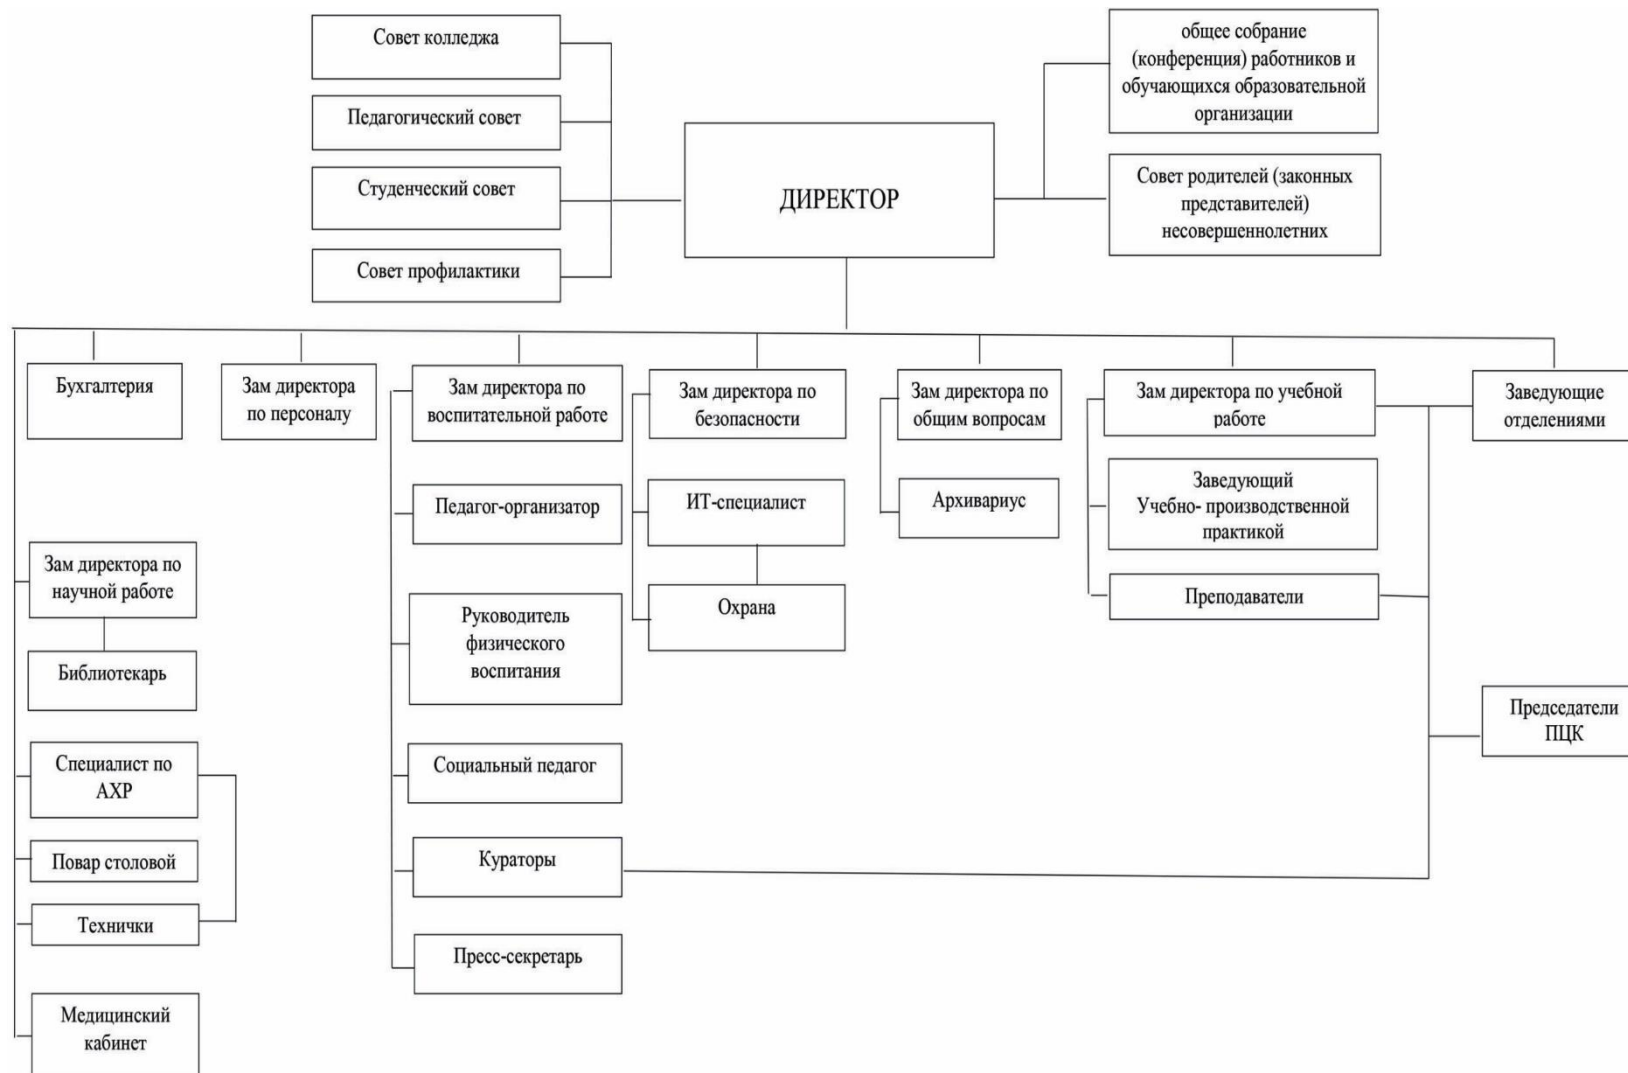 Совет колледжа
Педагогический совет
Студенческий совет
Совет профилактики
ДИРЕКТОР
общее собрание
(конференция) работников и
обучающихся образовательной
организации
Совет родителей (законных
представителей)
несовершеннолетних
Бухгалтерия
Зам директора
по персоналу
Зам директора по
воспитательной работе
Зам директора по
безопасности
Зам директора по
общим вопросам
Зам директора по учебной
работе
Заведующие
отделениями
Педагог-организатор
ИТ-специалист
Архивариус
Заведующий
Учебно- производственной
практикой
Зам директора по
научной работе
Руководитель
физического
воспитания
Охрана
Преподаватели
Библиотекарь
Председатели
ПЦК
Специалист по
АХР
Социальный педагог
Повар столовой
Кураторы
Технички
Пресс-секретарь
Медицинский
кабинет